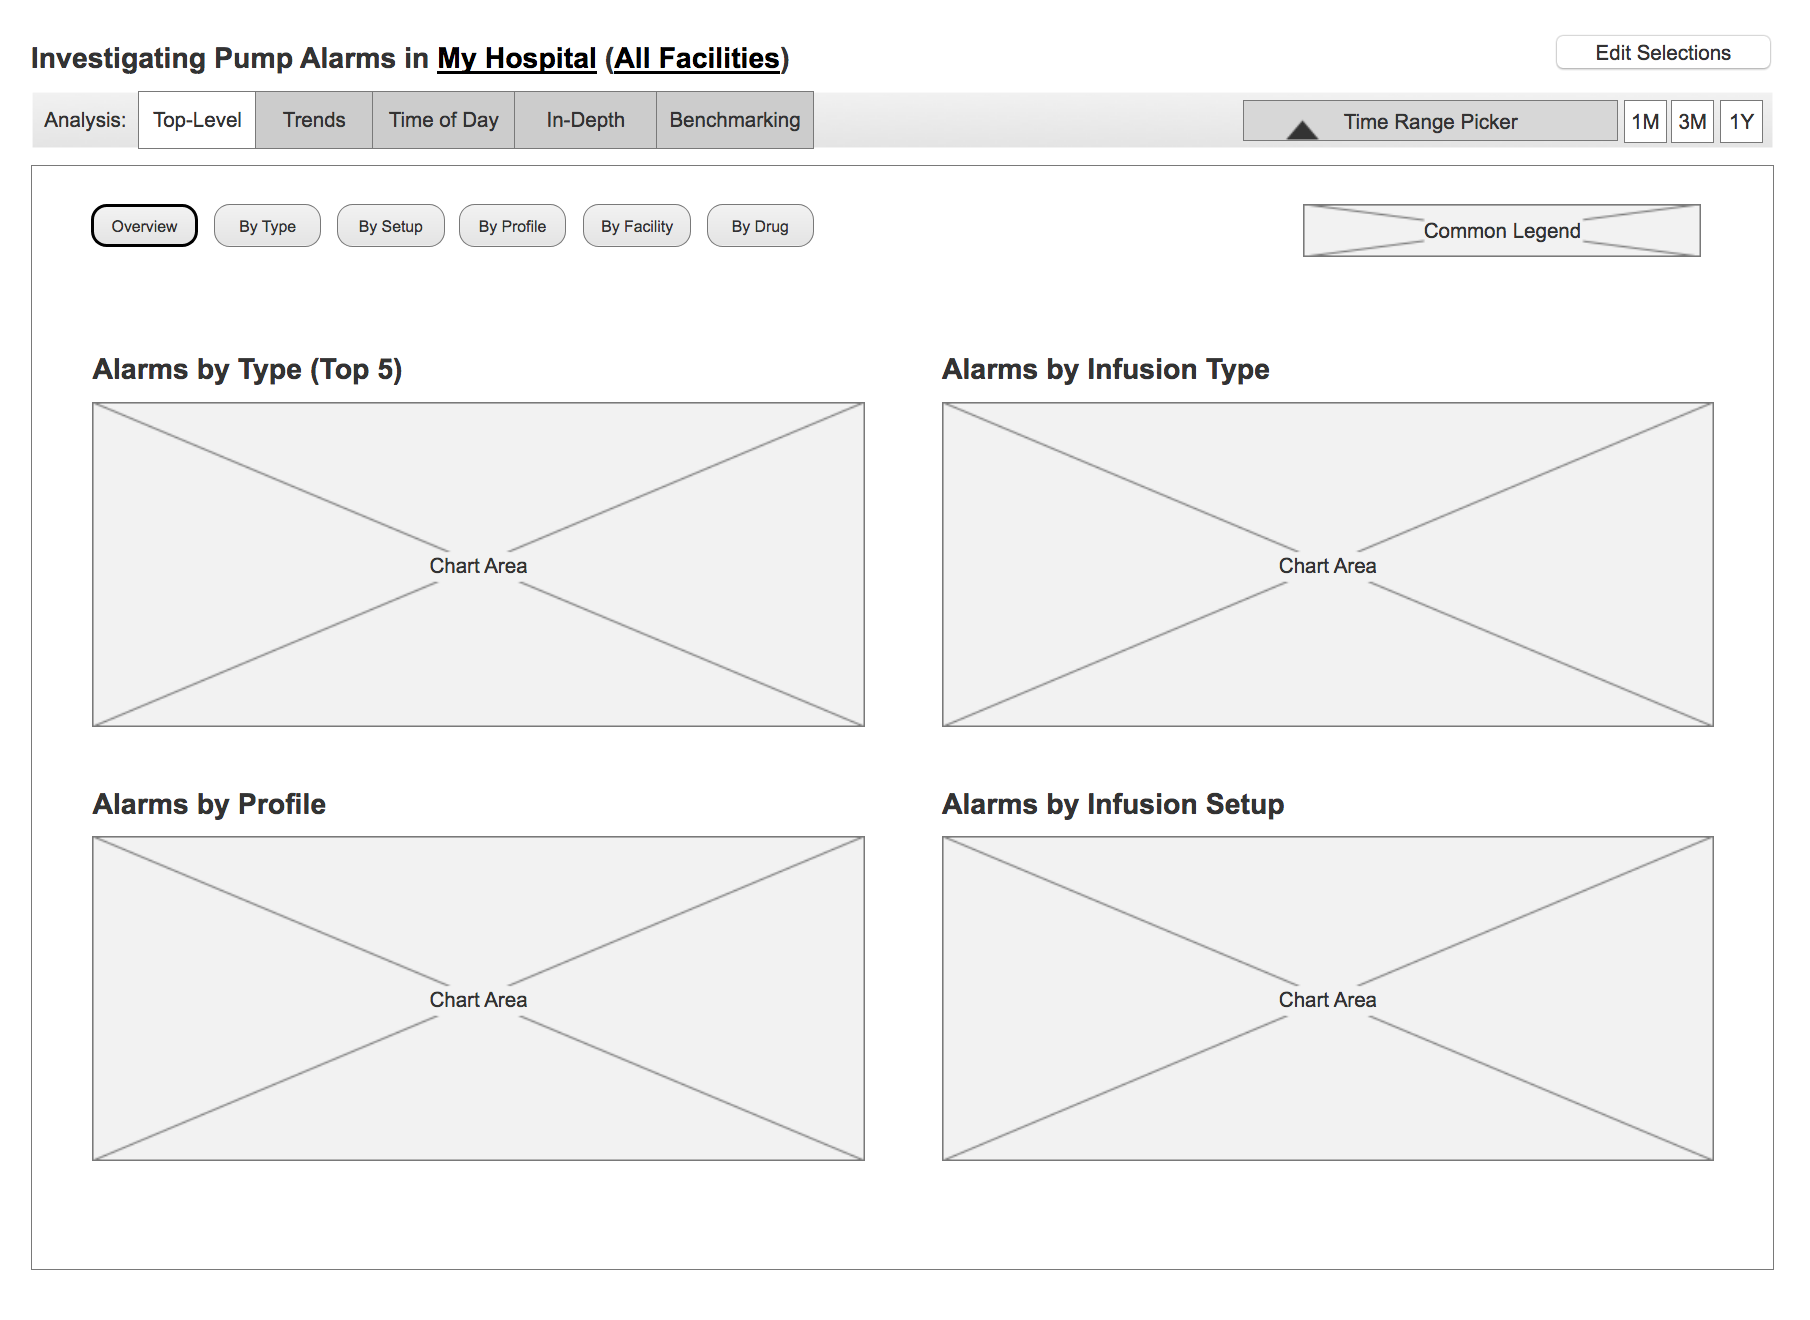 Investigating Pump Alarms in My Hospital (All Facilities)
Edit Selections
Analysis: Top-Level Trends Time of Day In-Depth Benchmarking Time Range Picker 1M 3M 1Y
Overview By Type By Setup By Profile By Facility By Drug
Common Legend
Alarms by Type (Top 5)
Chart Area
Alarms by Infusion Type
Chart Area
Alarms by Profile
Chart Area
Alarms by Infusion Setup
Chart Area